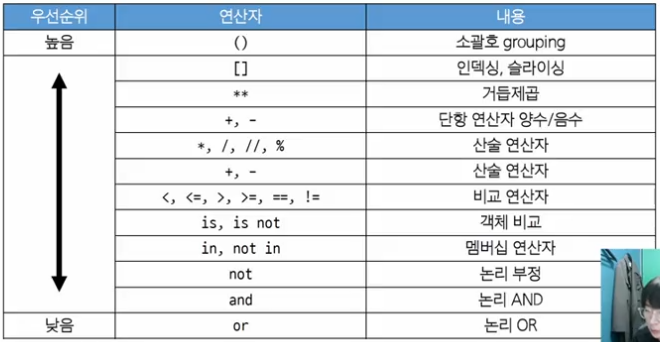 우선순위 연산자 내용
높음 () 소괄호 grouping
[] 인덱싱, 슬라이싱
** 거듭제곱
+, - 단항 연산자 양수/음수
*, /, //, % 산술 연산자
+, - 산술 연산자
<, <=, >, >=, ==, != 비교 연산자
is, is not 객체 비교
in, not in 멤버십 연산자
not 논리 부정
and 논리 AND
낮음 or 논리 OR